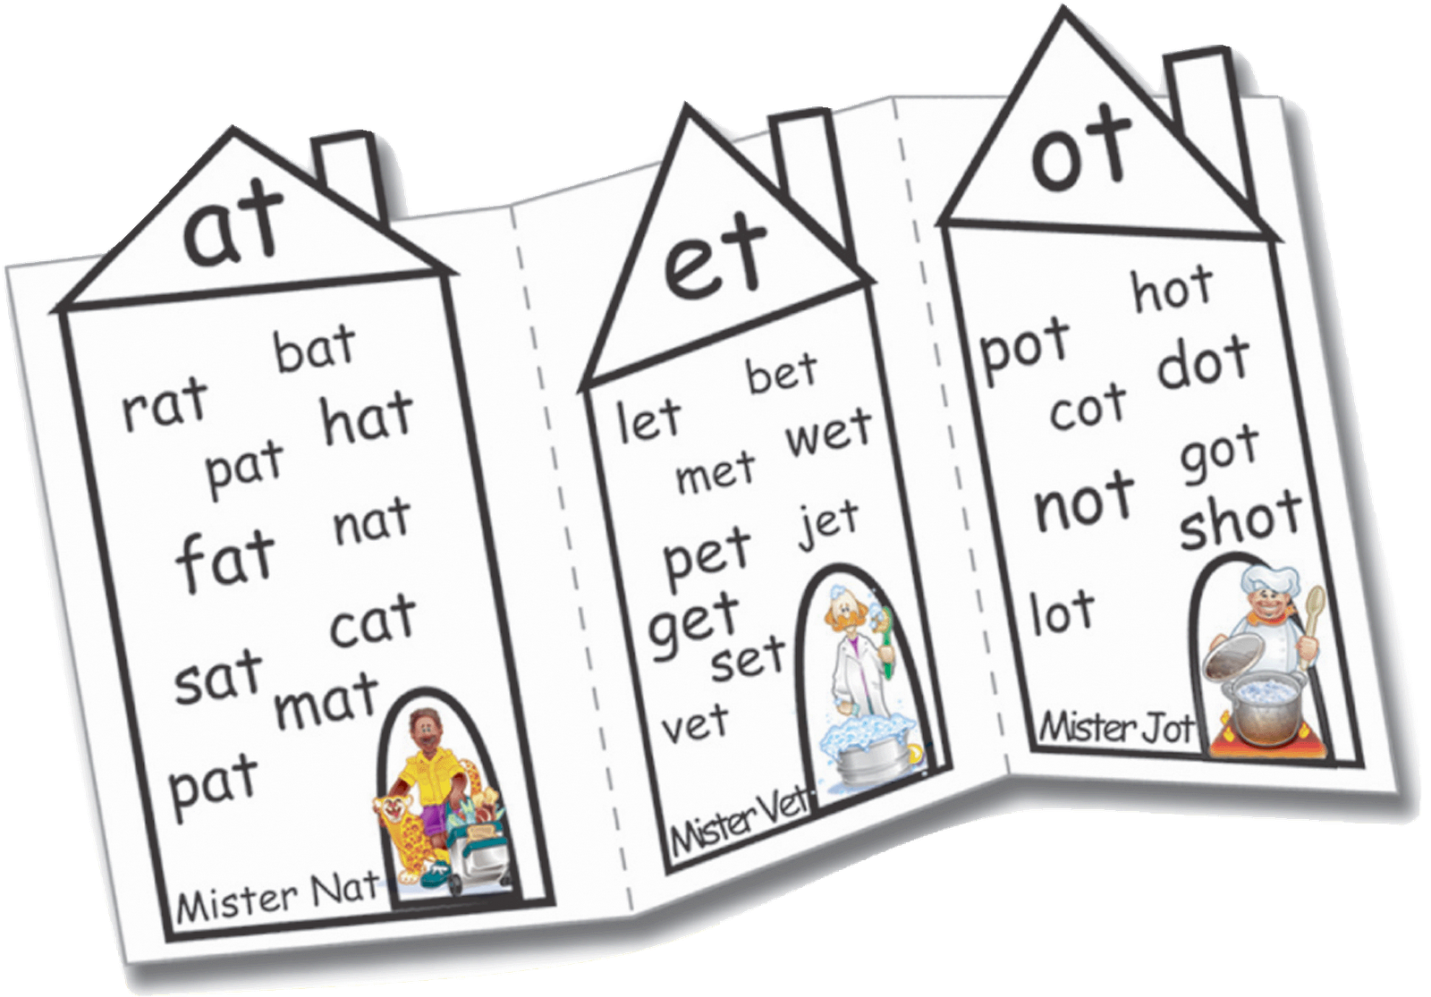 at
bat
rat
hat
pat
nat
fat
cat
sat
mat
pat
Mister Nat
et
bet
let
wet
met
jet
pet
get
set
vet
Mister Vet
ot
hot
pot
dot
cot
got
not
shot
lot
Mister Jot